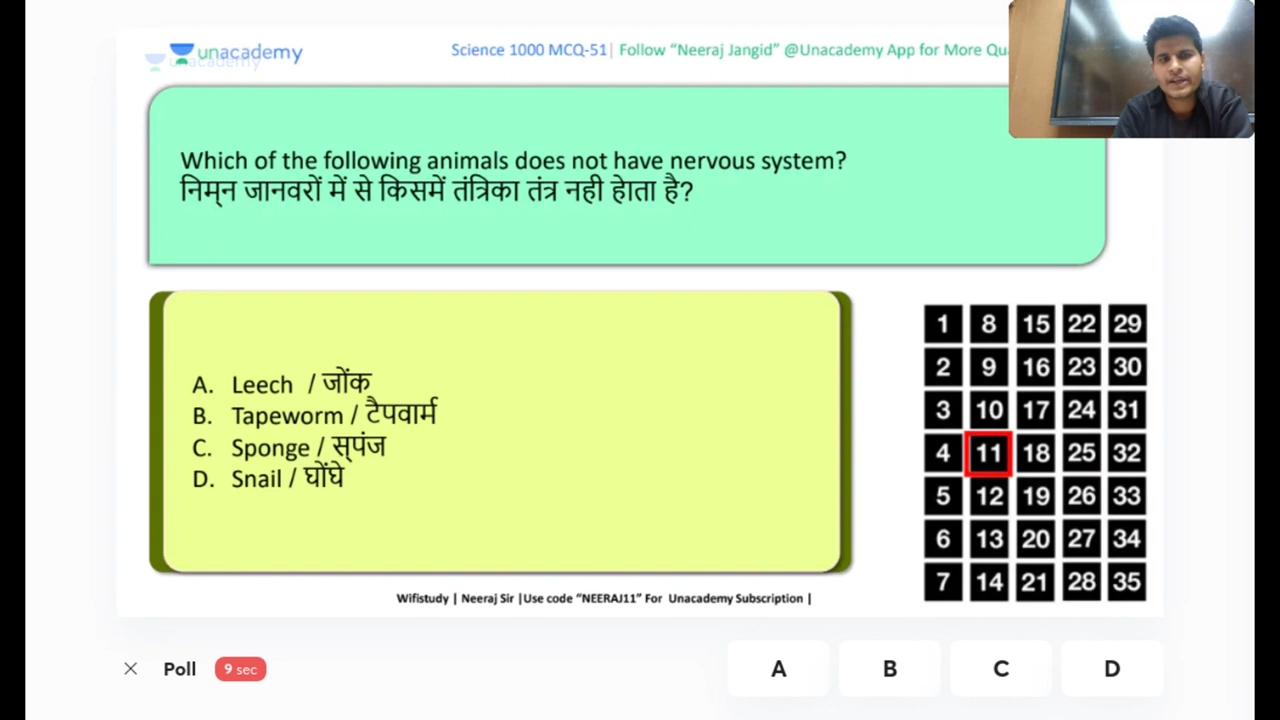 unacademy
Science 1000 MCQ-51| Follow “Neeraj Jangid” @Unacademy App for More
Which of the following animals does not have nervous system?
निम्न जानवरों में से किसमें तंत्रिका तंत्र नही हेाता है?
A. Leech / जोंक
B. Tapeworm / टैपवार्म
C. Sponge / स्पंज
D. Snail / घोंघे
1 8 15 22 29
2 9 16 23 30
3 10 17 24 31
4 11 18 25 32
5 12 19 26 33
6 13 20 27 34
7 14 21 28 35
Wifistudy | Neeraj Sir |Use code “NEERAJ11” For Unacademy Subscription |
Poll 9 sec A B C D